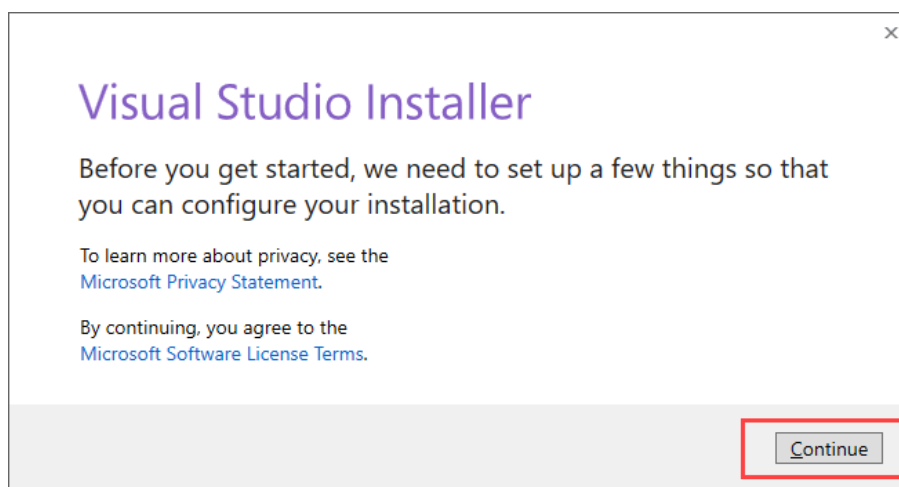 Visual Studio Installer
Before you get started, we need to set up a few things so that
you can configure your installation.
To learn more about privacy, see the
Microsoft Privacy Statement.
By continuing, you agree to the
Microsoft Software License Terms.
Continue